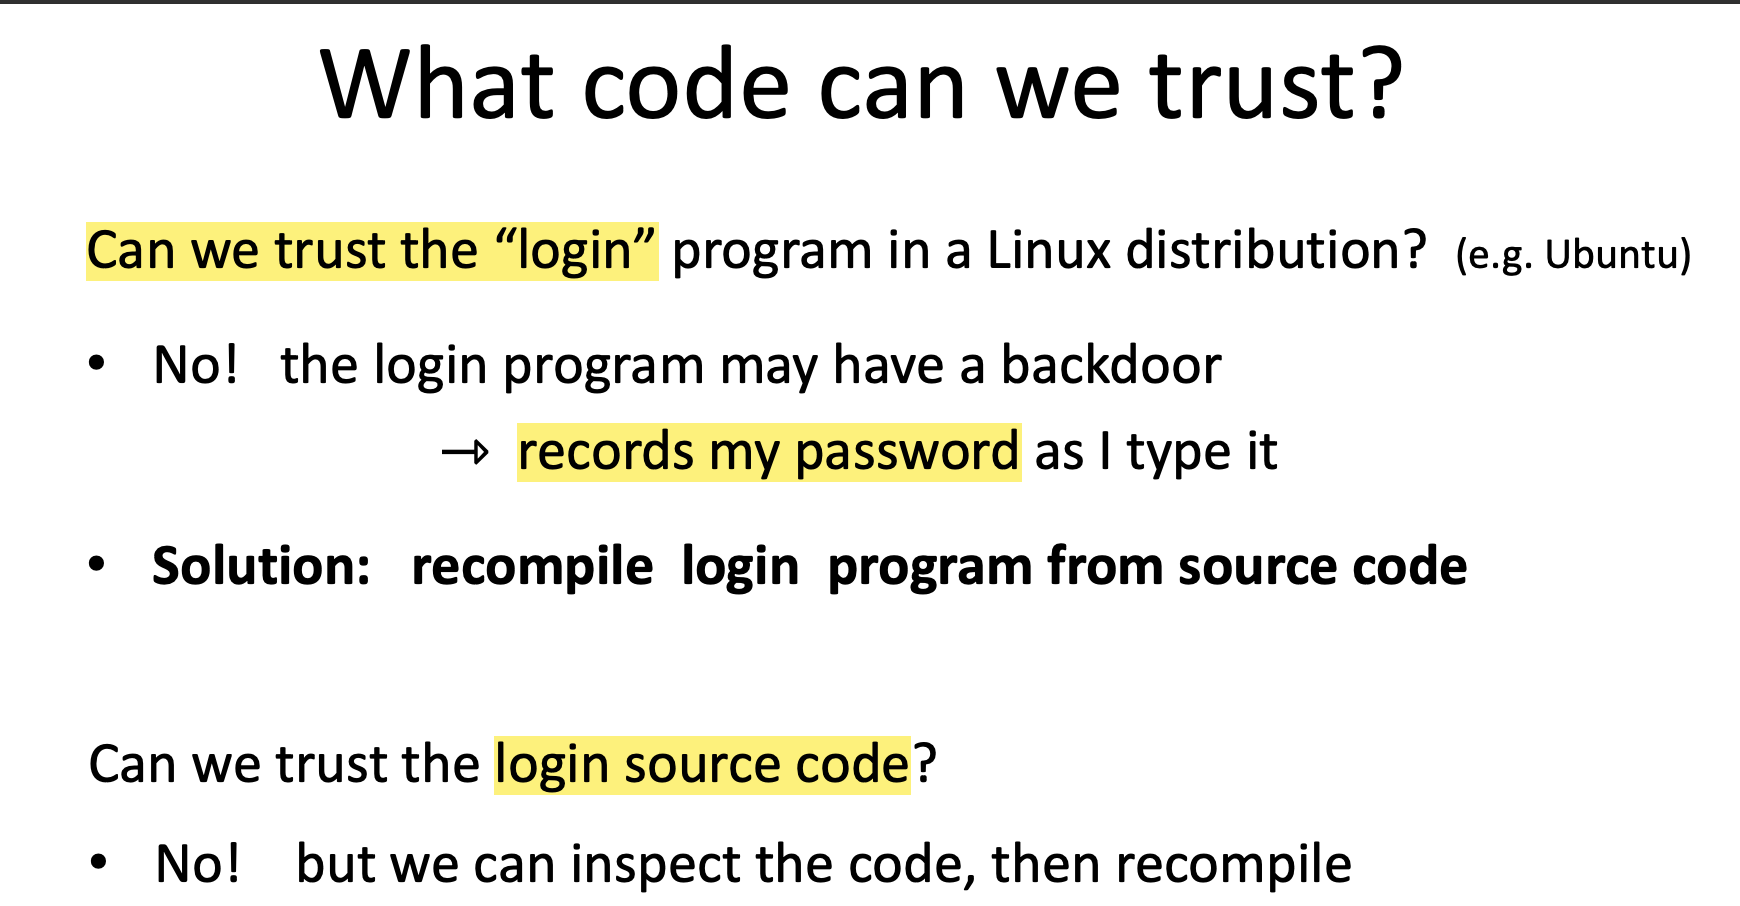 What code can we trust?
Can we trust the “login” program in a Linux distribution? (e.g. Ubuntu)
• No! the login program may have a backdoor
→ records my password as I type it
• Solution: recompile login program from source code
Can we trust the login source code?
• No! but we can inspect the code, then recompile